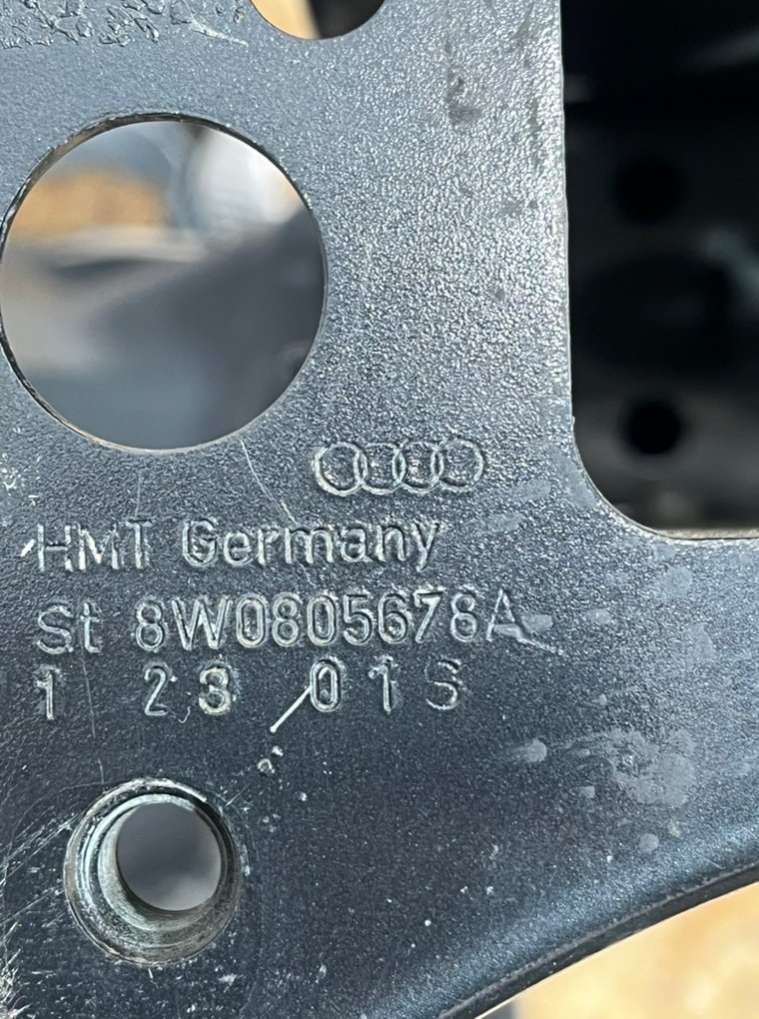 HMT Germany
St 8W0805678A
1 23 01S